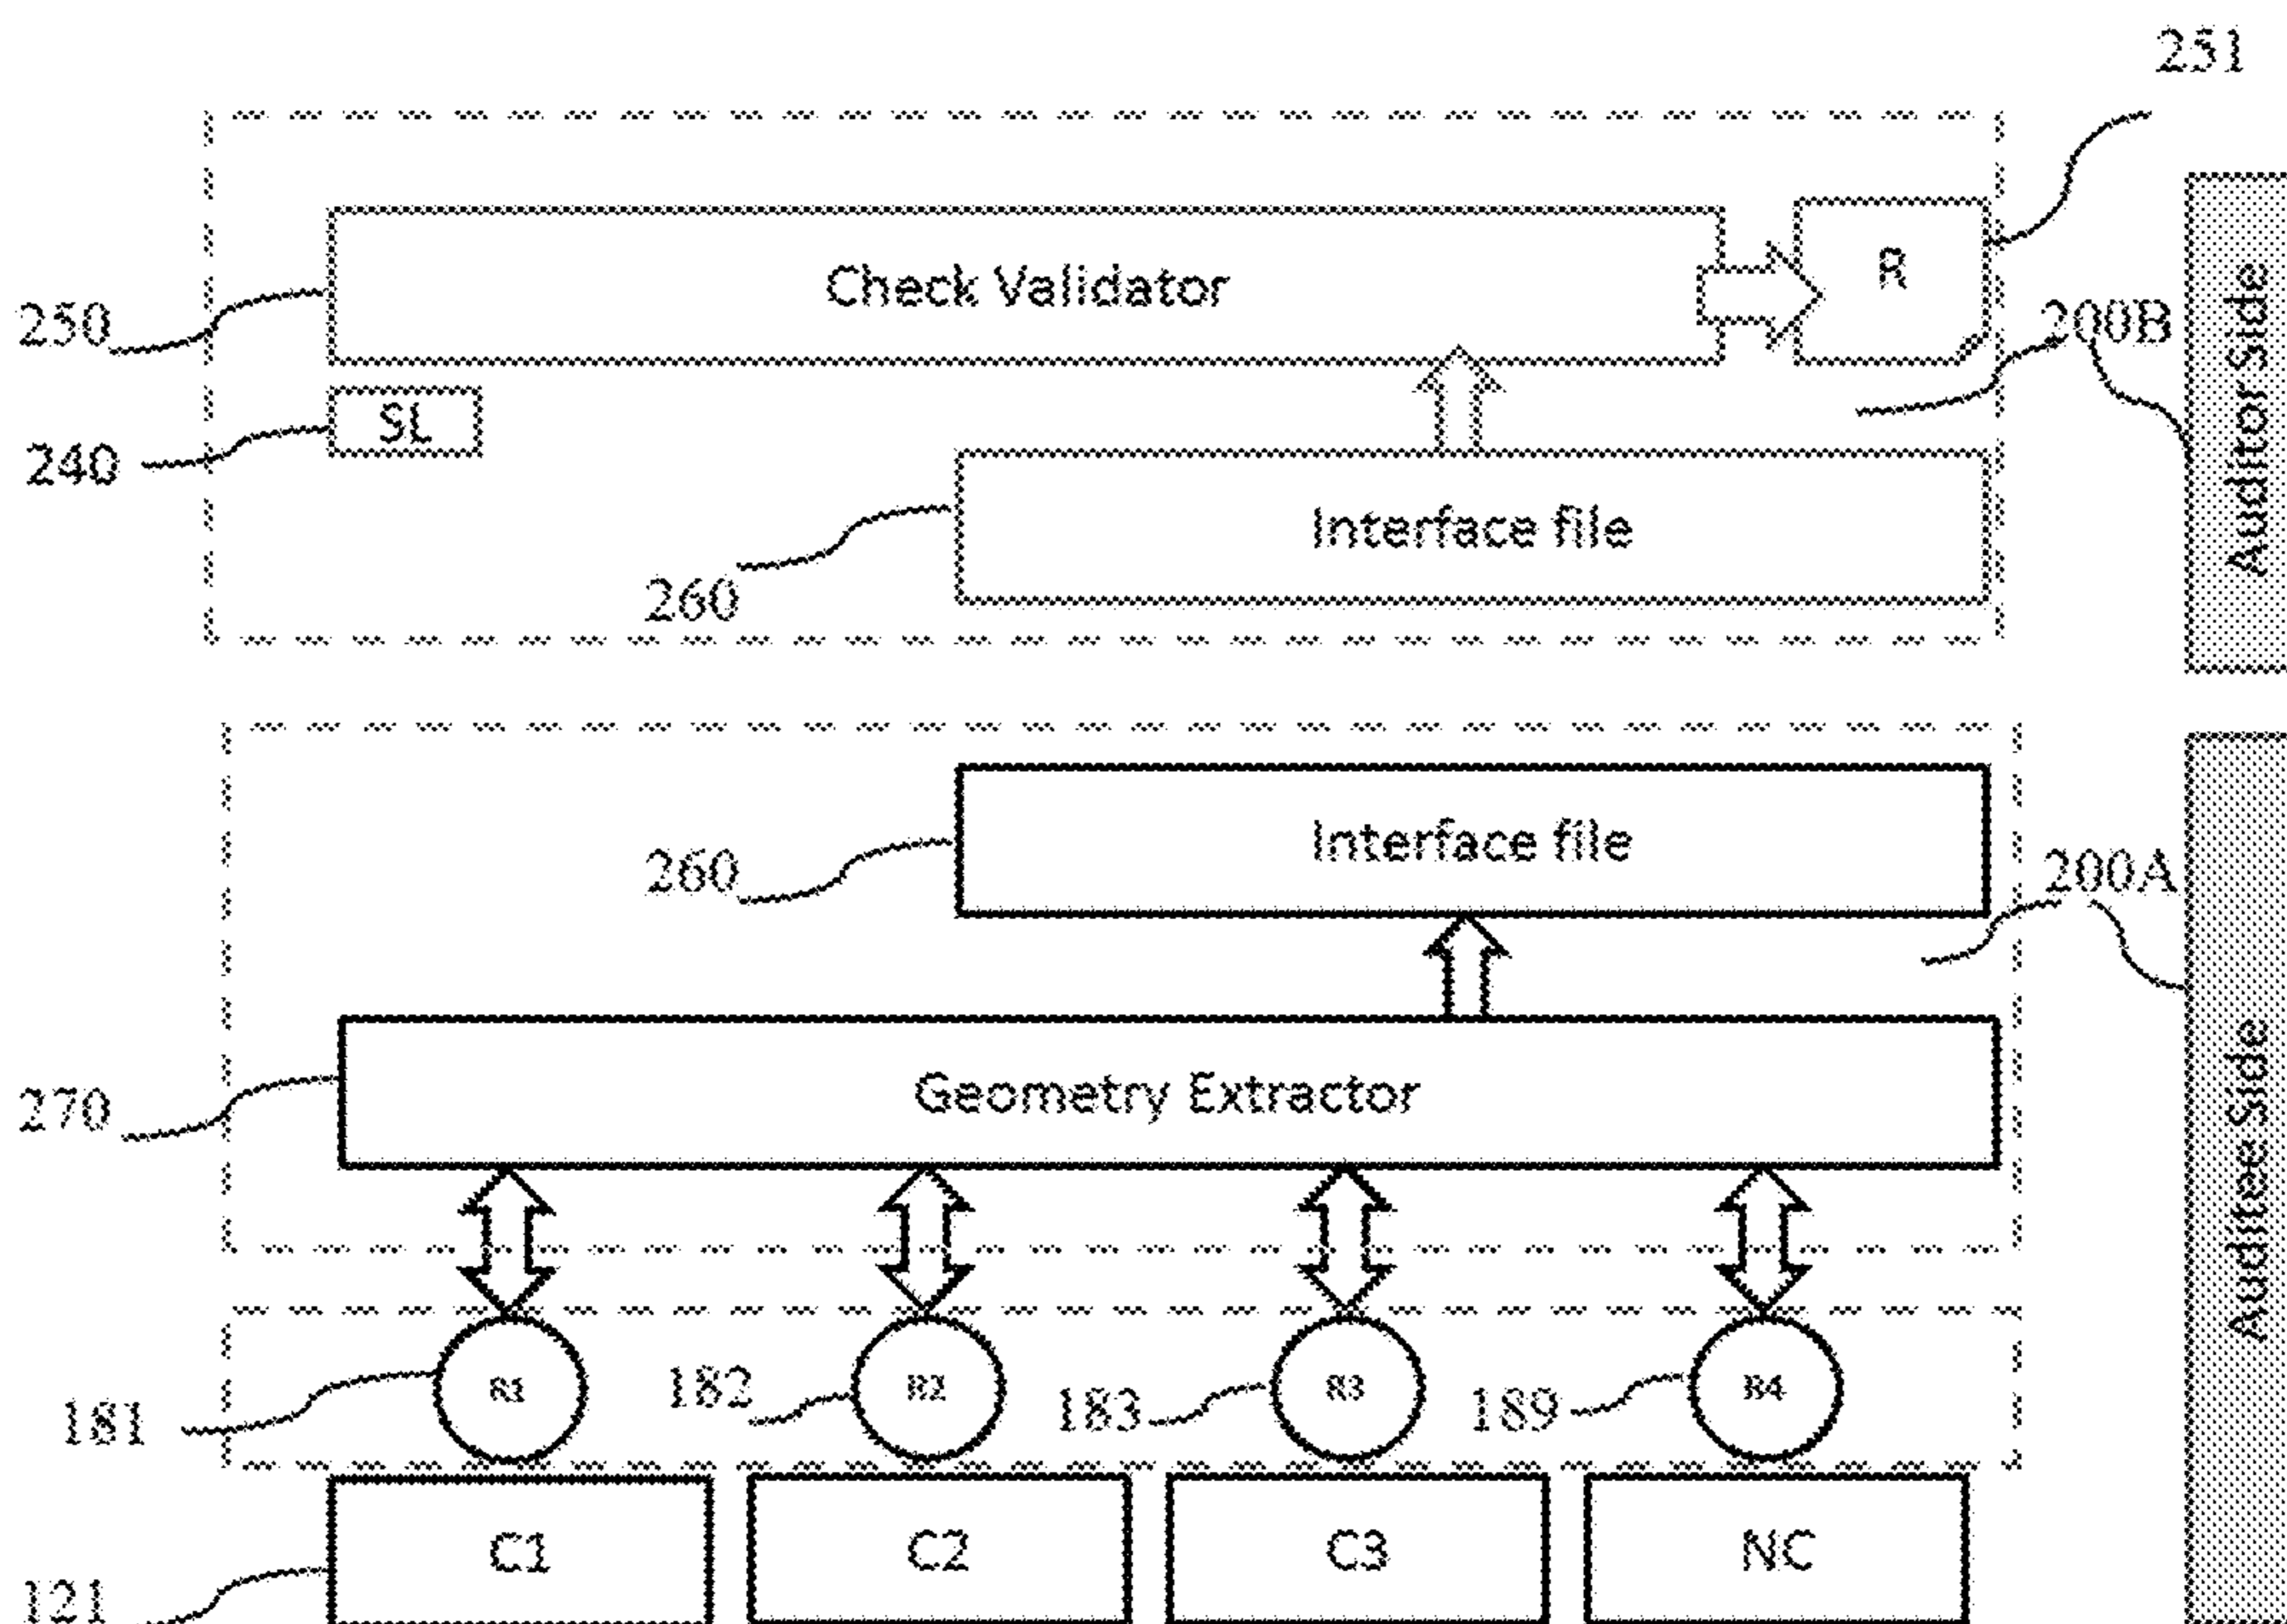 251
Check Validator
R
250
200B
SL
240
Interface file
260
Auditor Side
Interface file
260
200A
Geometry Extractor
270
R1
R2
R3
R4
181
182
183
189
C1
C2
C3
NC
121
Auditee Side